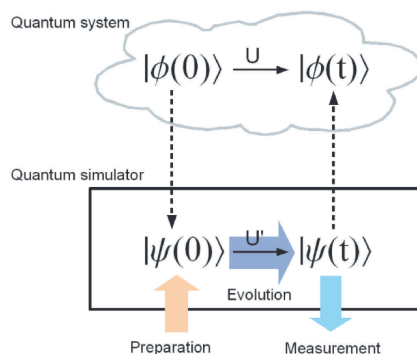 Quantum system
|ϕ(0)⟩ U |ϕ(t)⟩
Quantum simulator
|ψ(0)⟩ U' |ψ(t)⟩
Evolution
Preparation Measurement